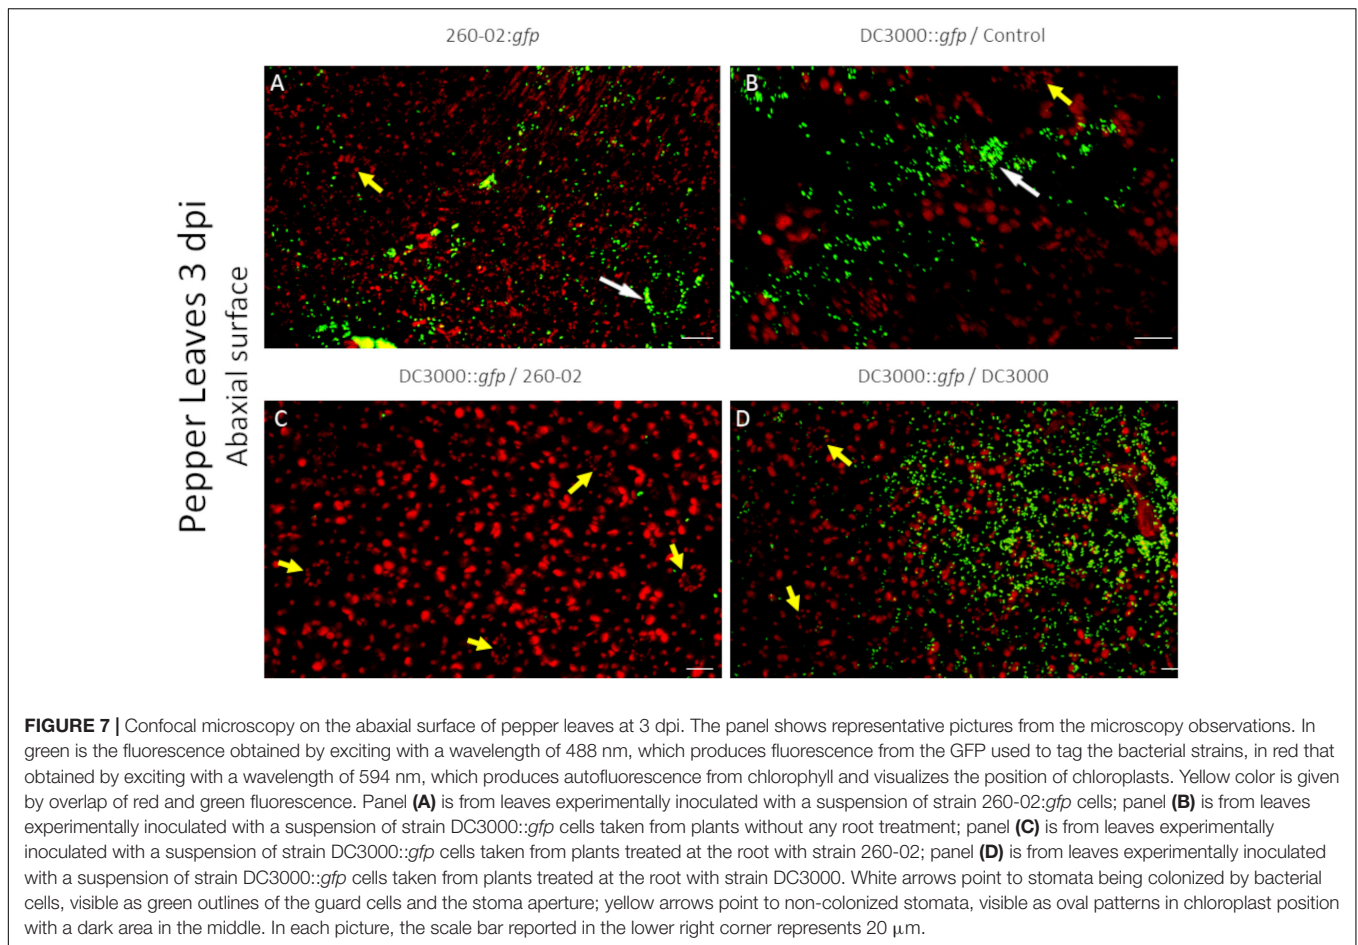 260-02:gfp
DC3000::gfp / Control
A
B
Pepper Leaves 3 dpi
Abaxial surface
DC3000::gfp / 260-02
DC3000::gfp / DC3000
C
D
FIGURE 7 | Confocal microscopy on the abaxial surface of pepper leaves at 3 dpi. The panel shows representative pictures from the microscopy observations. In
green is the fluorescence obtained by exciting with a wavelength of 488 nm, which produces fluorescence from the GFP used to tag the bacterial strains, in red that
obtained by exciting with a wavelength of 594 nm, which produces autofluorescence from chlorophyll and visualizes the position of chloroplasts. Yellow color is given
by overlap of red and green fluorescence. Panel (A) is from leaves experimentally inoculated with a suspension of strain 260-02:gfp cells; panel (B) is from leaves
experimentally inoculated with a suspension of strain DC3000::gfp cells taken from plants without any root treatment; panel (C) is from leaves experimentally
inoculated with a suspension of strain DC3000::gfp cells taken from plants treated at the root with strain 260-02; panel (D) is from leaves experimentally inoculated
with a suspension of strain DC3000::gfp cells taken from plants treated at the root with strain DC3000. White arrows point to stomata being colonized by bacterial
cells, visible as green outlines of the guard cells and the stoma aperture; yellow arrows point to non-colonized stomata, visible as oval patterns in chloroplast position
with a dark area in the middle. In each picture, the scale bar reported in the lower right corner represents 20 μm.